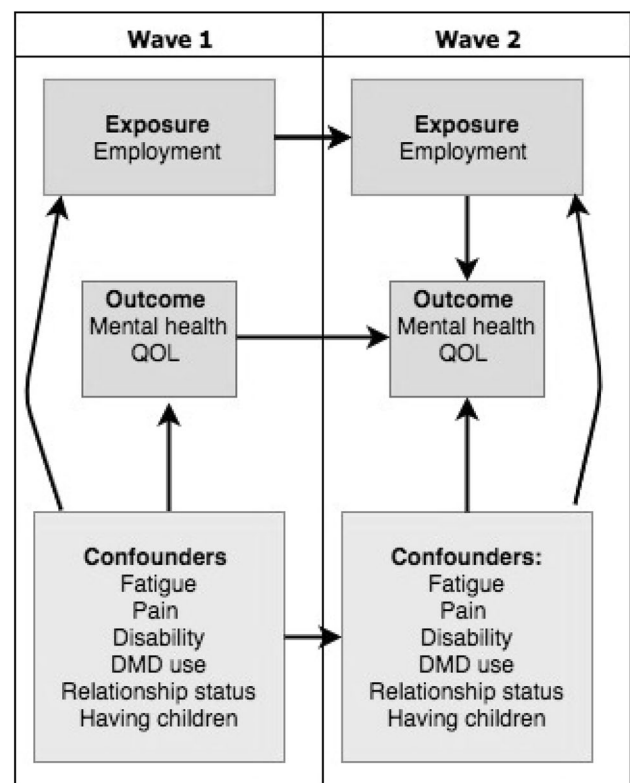 Wave 1
Exposure
Employment
Outcome
Mental health
QOL
Confounders
Fatigue
Pain
Disability
DMD use
Relationship status
Having children
Wave 2
Exposure
Employment
Outcome
Mental health
QOL
Confounders:
Fatigue
Pain
Disability
DMD use
Relationship status
Having children